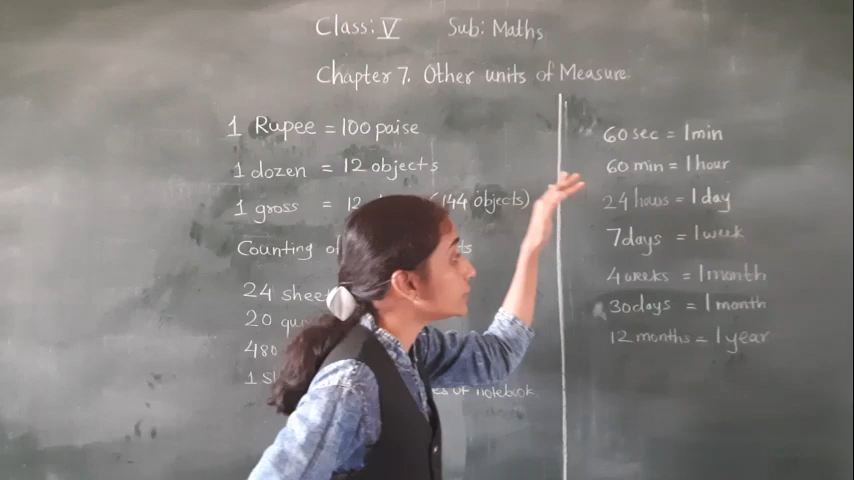 Class: V Sub: Maths
Chapter 7. Other units of Measure.
1 Rupee = 100 paise
1 dozen = 12 objects
1 gross = 12 (144 objects)
Counting of
24 sheet
20
480
1
of notebook.
60 sec = 1 min
60 min = 1 hour
24 hours = 1 day
7 days = 1 week
4 weeks = 1 month
30 days = 1 month
12 months = 1 year